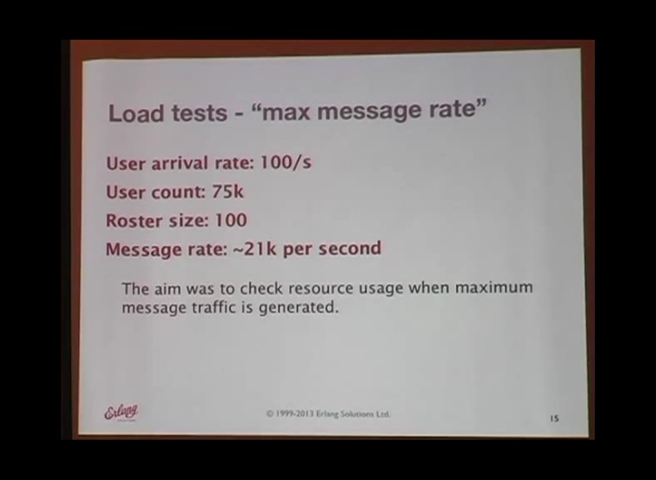 Load tests - “max message rate”
User arrival rate: 100/s
User count: 75k
Roster size: 100
Message rate: ~21k per second
The aim was to check resource usage when maximum
message traffic is generated.
Erlang
© 1999-2013 Erlang Solutions Ltd.
15